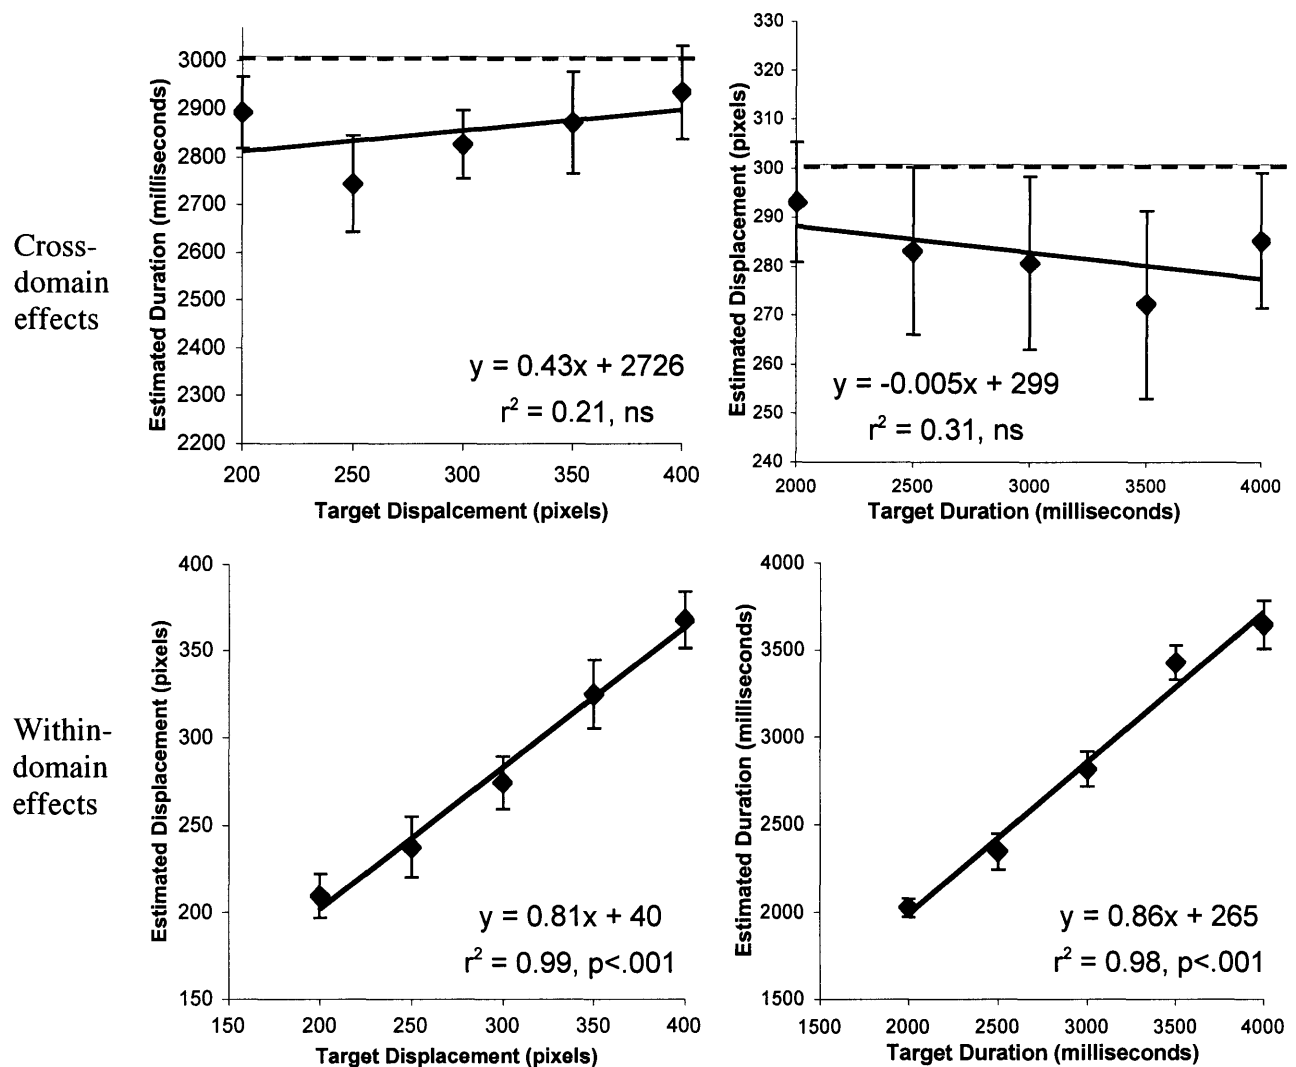 Cross-
domain
effects
Estimated Duration (milliseconds)
3000
2900
2800
2700
2600
2500
2400
2300
2200
y = 0.43x + 2726
r² = 0.21, ns
200 250 300 350 400
Target Dispalcement (pixels)
Estimated Displacement (pixels)
330
320
310
300
290
280
270
260
250
240
y = -0.005x + 299
r² = 0.31, ns
2000 2500 3000 3500 4000
Target Duration (milliseconds)
Within-
domain
effects
Estimated Displacement (pixels)
400
350
300
250
200
150
y = 0.81x + 40
r² = 0.99, p<.001
150 200 250 300 350 400
Target Displacement (pixels)
Estimated Duration (milliseconds)
4000
3500
3000
2500
2000
1500
y = 0.86x + 265
r² = 0.98, p<.001
1500 2000 2500 3000 3500 4000
Target Duration (milliseconds)